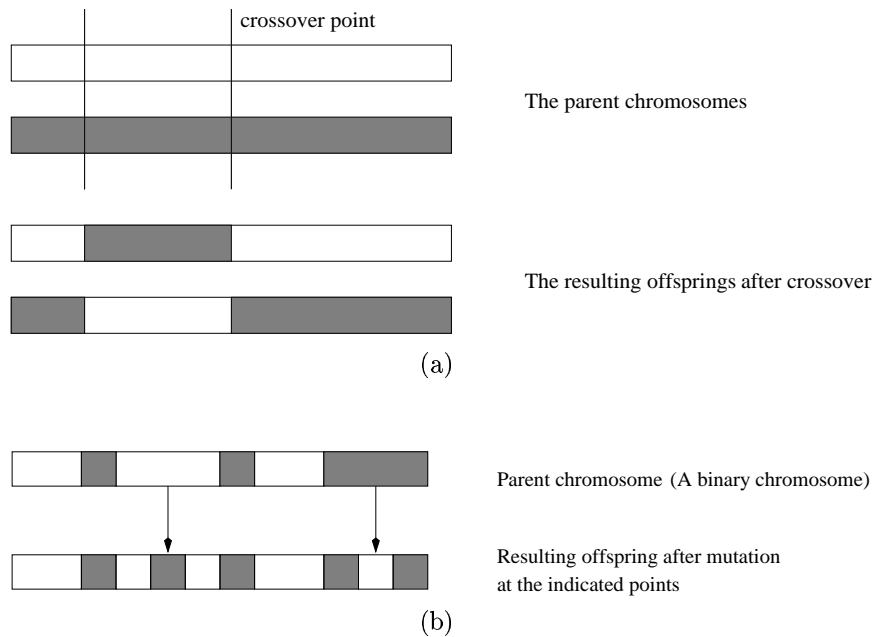 crossover point
The parent chromosomes
The resulting offsprings after crossover
(a)
Parent chromosome (A binary chromosome)
Resulting offspring after mutation
at the indicated points
(b)